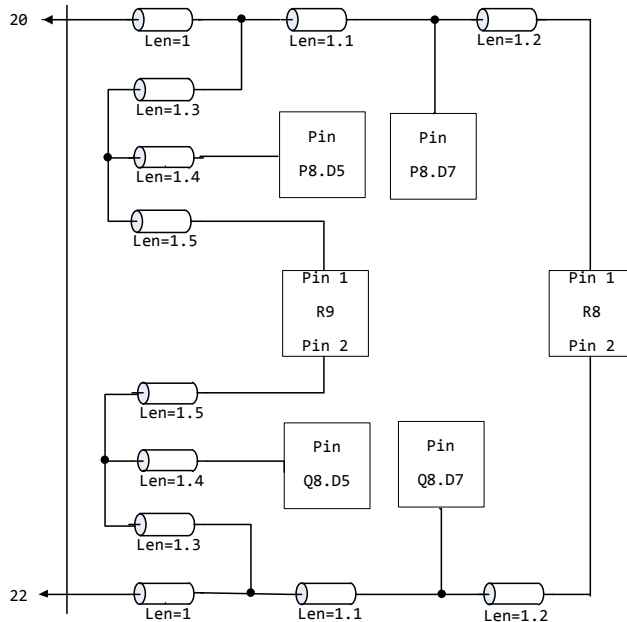 20
Len=1
Len=1.1
Len=1.2
Len=1.3
Pin
P8.D5
Pin
P8.D7
Len=1.4
Len=1.5
Pin 1
R9
Pin 2
Pin 1
R8
Pin 2
Len=1.5
Pin
Q8.D5
Pin
Q8.D7
Len=1.4
Len=1.3
22
Len=1
Len=1.1
Len=1.2